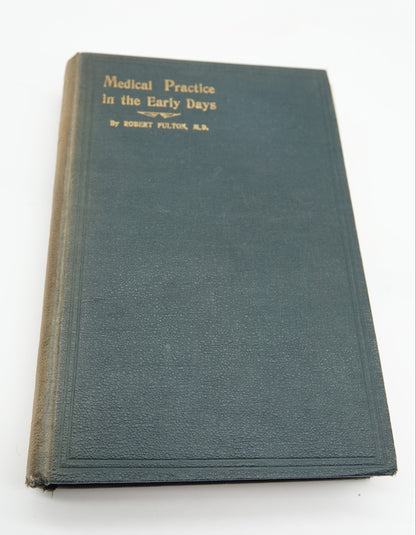 Medical Practice
in the Early Days
By ROBERT FULTON, M.D.